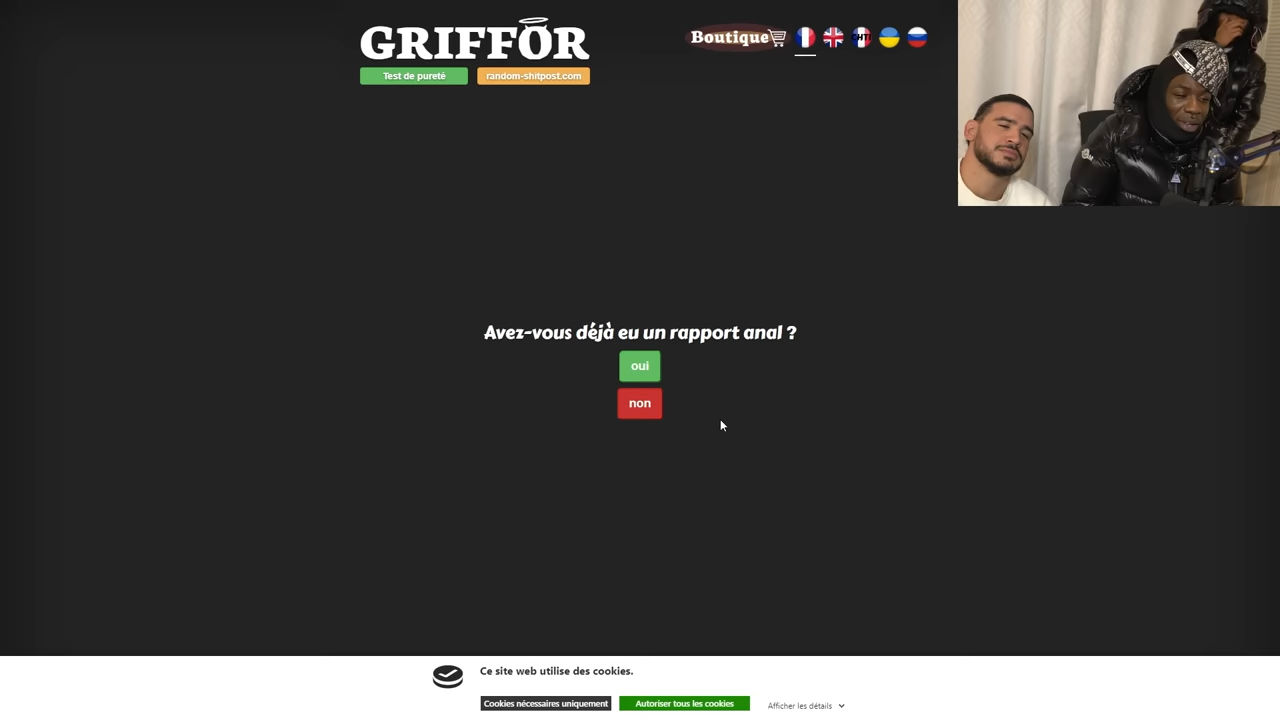 GRIFFOR
Boutique
CHTI
Test de pureté
random-shitpost.com
Avez-vous déjà eu un rapport anal ?
oui
non
Ce site web utilise des cookies.
Cookies nécessaires uniquement
Autoriser tous les cookies
Afficher les détails